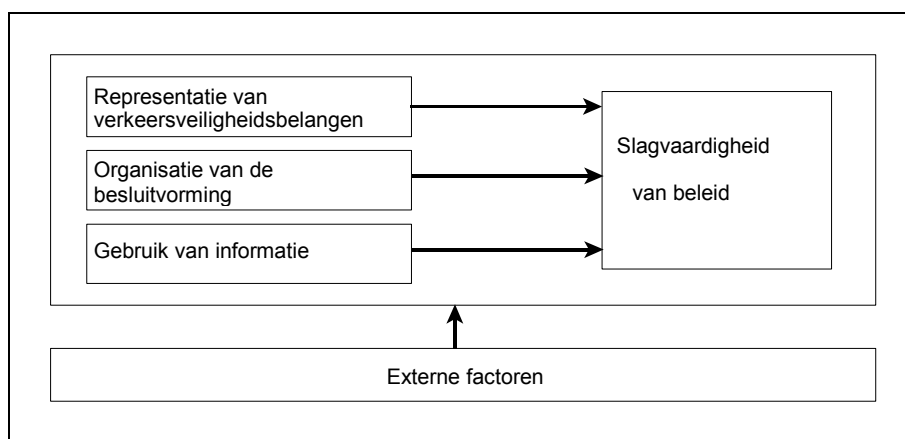 Representatie van
verkeersveiligheidsbelangen
Organisatie van de
besluitvorming
Gebruik van informatie
Slagvaardigheid
van beleid
Externe factoren